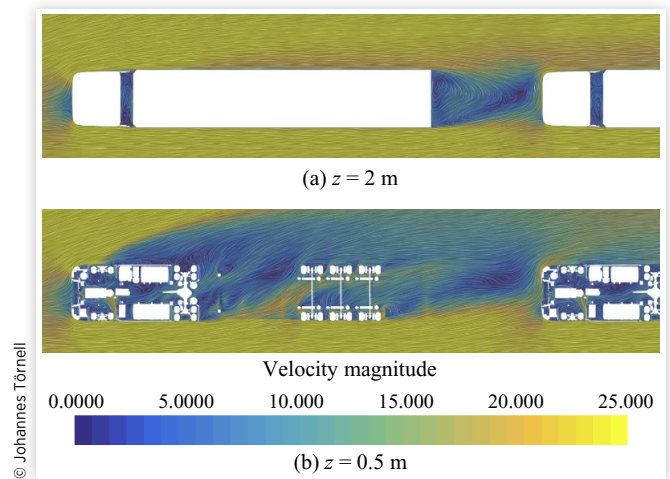 (a) z = 2 m
Velocity magnitude
0.0000 5.0000 10.000 15.000 20.000 25.000
(b) z = 0.5 m
© Johannes Törnell